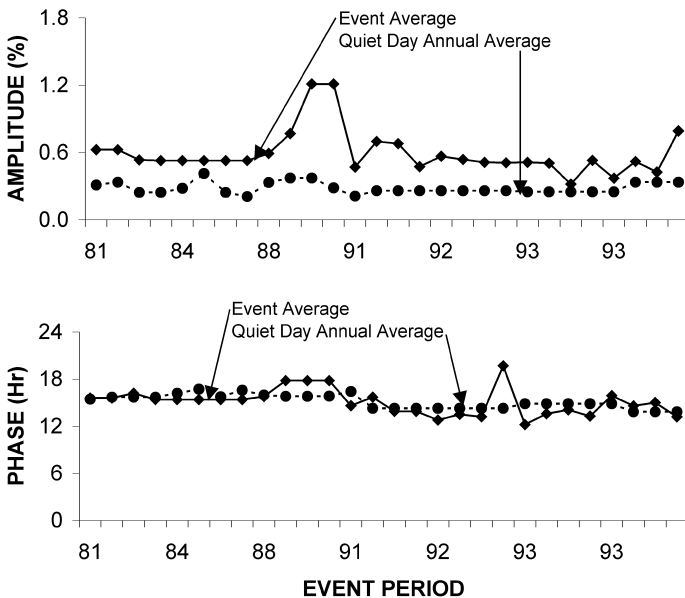 1.8
Event Average
Quiet Day Annual Average
1.2
0.6
0.0
AMPLITUDE (%)
81 84 88 91 92 93 93
Event Average
Quiet Day Annual Average
24
18
12
6
0
PHASE (Hr)
81 84 88 91 92 93 93
EVENT PERIOD